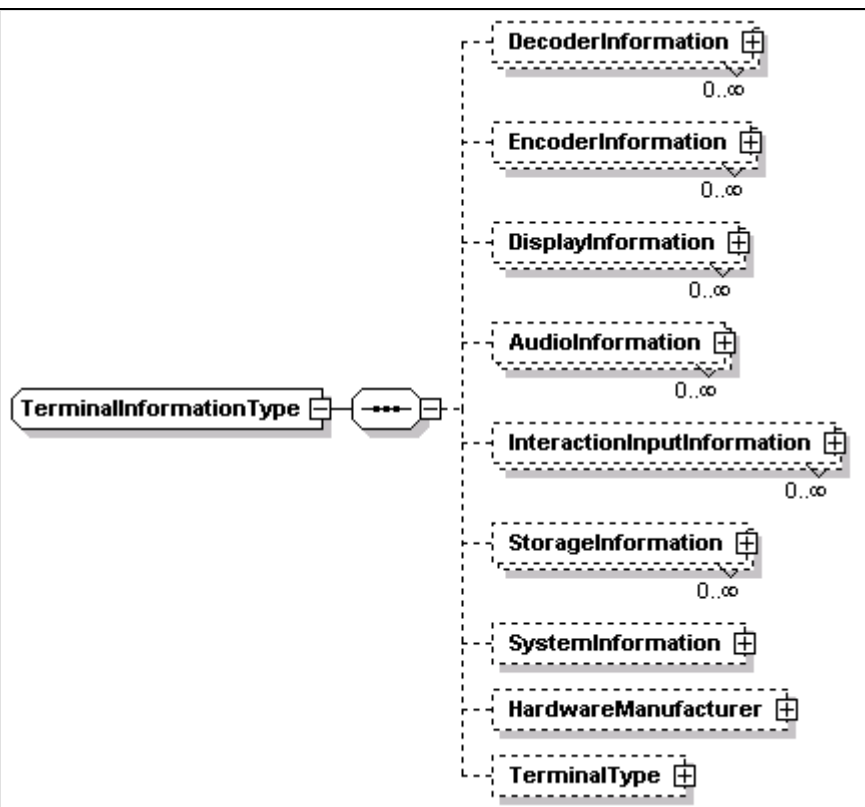 DecoderInformation
0..∞
EncoderInformation
0..∞
DisplayInformation
0..∞
AudioInformation
0..∞
TerminalInformationType
InteractionInputInformation
0..∞
StorageInformation
0..∞
SystemInformation
HardwareManufacturer
TerminalType